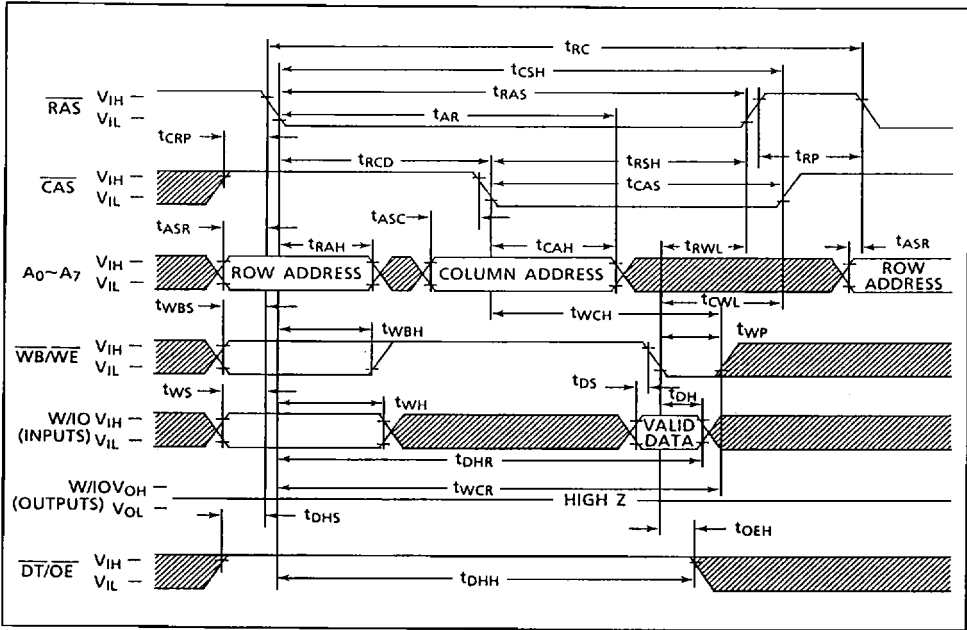 tRC
tCSH
RAS VIH
VIL
tRAS
tAR
tCRP
tRCD
tRSH
tRP
CAS VIH
VIL
tCAS
tASR
tRAH
tASC
tCAH
tRWL
tASR
A0~A7 VIH
VIL
ROW ADDRESS
COLUMN ADDRESS
ROW
ADDRESS
tCWL
tWBS
tWCH
tWBH
tWP
WB/WE VIH
VIL
tDS
tDH
tWS
tWH
W/IO VIH
(INPUTS) VIL
VALID
DATA
tDHR
tWCR
W/IO VOH
(OUTPUTS)
VOL
HIGH Z
tDHS
tOEH
DT/OE VIH
VIL
tDHH